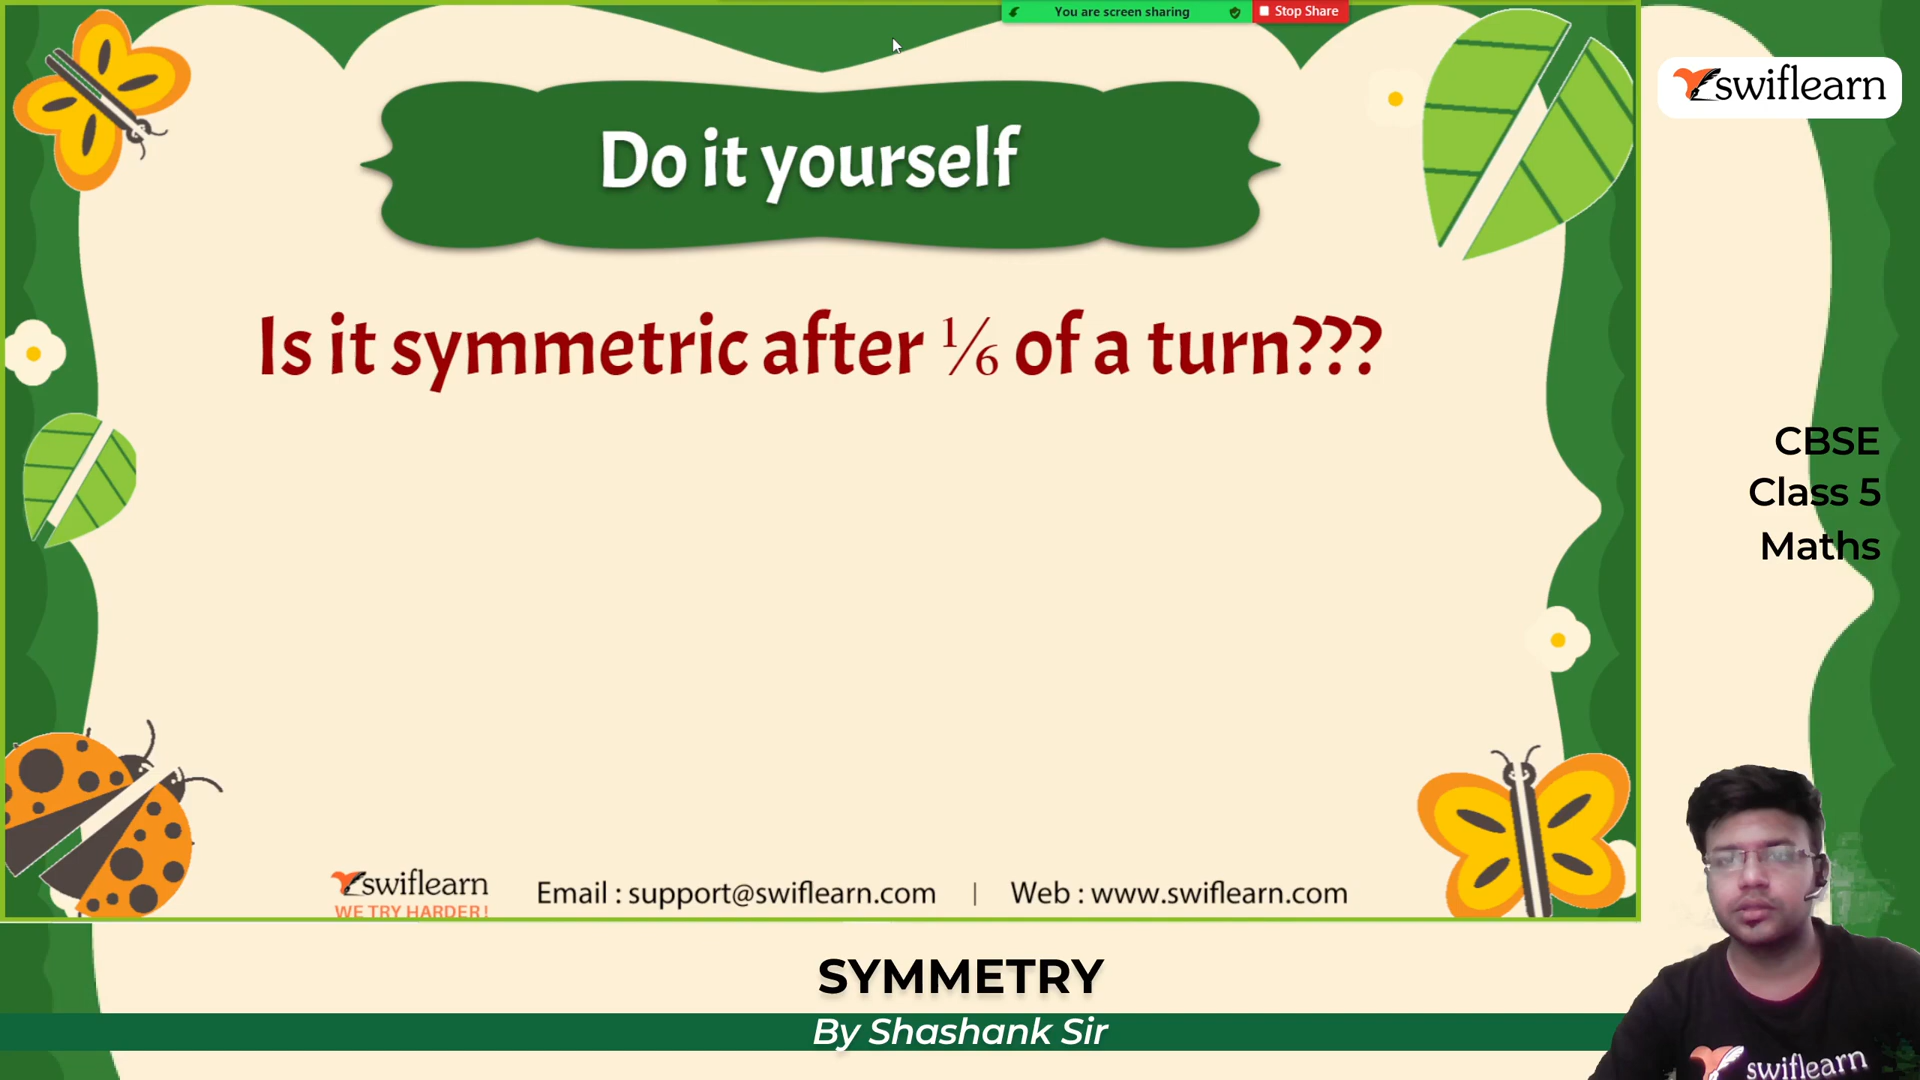 You are screen sharing
Stop Share
swiflearn
Do it yourself
Is it symmetric after ⅙ of a turn???
CBSE
Class 5
Maths
swiflearn
WE TRY HARDER!
Email : support@swiflearn.com | Web : www.swiflearn.com
SYMMETRY
By Shashank Sir
swiflearn